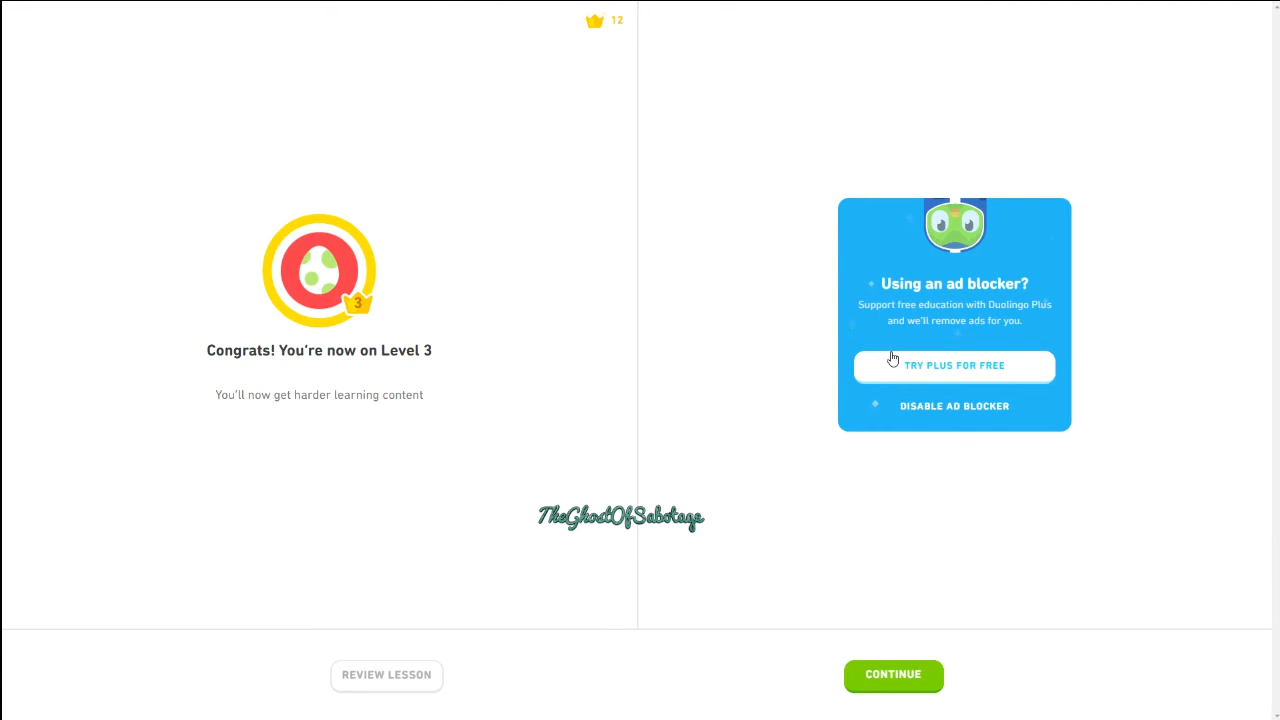 12
3
Congrats! You're now on Level 3
You'll now get harder learning content
Using an ad blocker?
Support free education with Duolingo Plus
and we'll remove ads for you.
TRY PLUS FOR FREE
DISABLE AD BLOCKER
TheGhostOfSabotage
REVIEW LESSON
CONTINUE